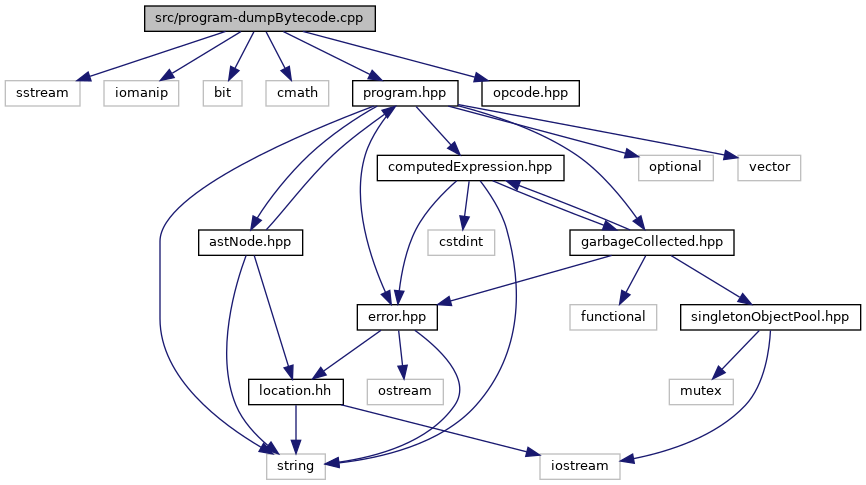 src/program-dumpBytecode.cpp
sstream
iomanip
bit
cmath
program.hpp
opcode.hpp
computedExpression.hpp
optional
vector
astNode.hpp
cstdint
garbageCollected.hpp
error.hpp
functional
singletonObjectPool.hpp
location.hh
ostream
mutex
string
iostream